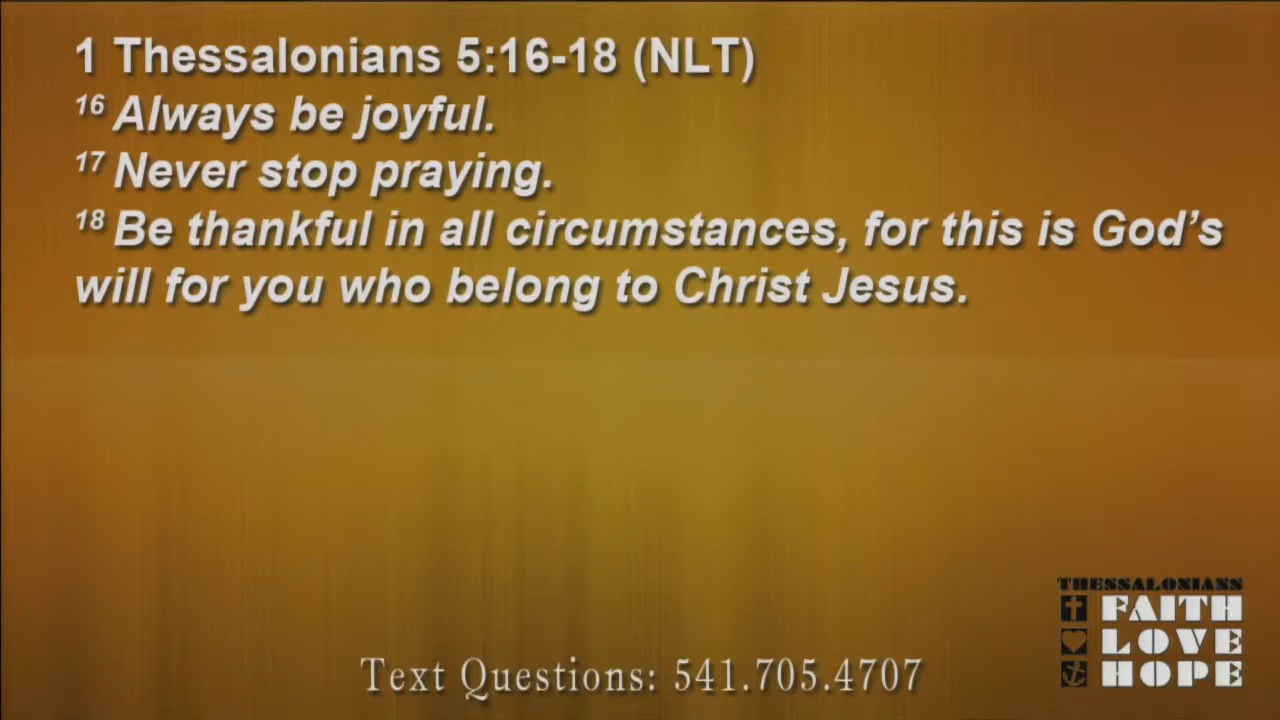 1 Thessalonians 5:16-18 (NLT)
16 Always be joyful.
17 Never stop praying.
18 Be thankful in all circumstances, for this is God’s
will for you who belong to Christ Jesus.
THESSALONIANS
FAITH
LOVE
HOPE
Text Questions: 541.705.4707